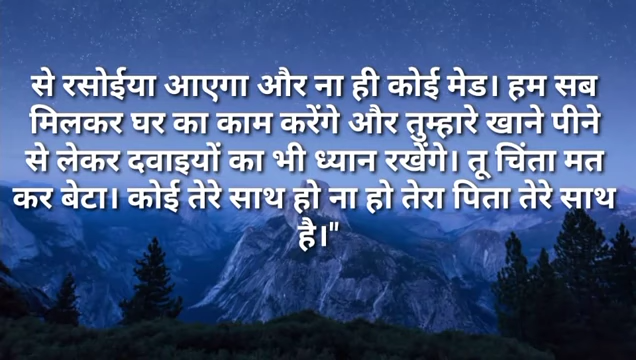 से रसोईया आएगा और ना ही कोई मेड। हम सब
मिलकर घर का काम करेंगे और तुम्हारे खाने पीने
से लेकर दवाइयों का भी ध्यान रखेंगे। तू चिंता मत
कर बेटा। कोई तेरे साथ हो ना हो तेरा पिता तेरे साथ
है।"